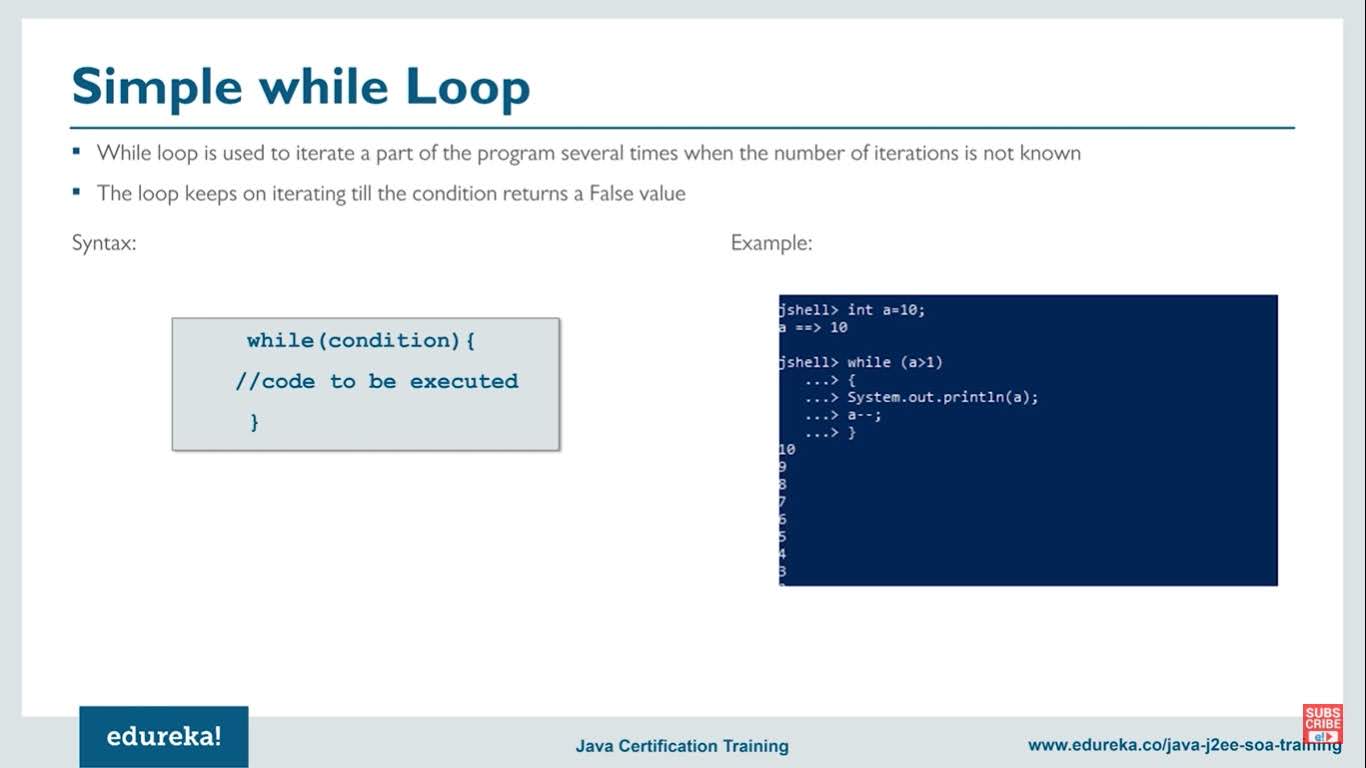 Simple while Loop
While loop is used to iterate a part of the program several times when the number of iterations is not known
The loop keeps on iterating till the condition returns a False value
Syntax:
while(condition){
//code to be executed
}
Example:
jshell> int a=10;
a ==> 10
jshell> while (a>1)
...> {
...> System.out.println(a);
...> a--;
...> }
10
9
8
7
6
5
4
3
edureka!
Java Certification Training
www.edureka.co/java-j2ee-soa-training
SUBS
CRIBE
e!